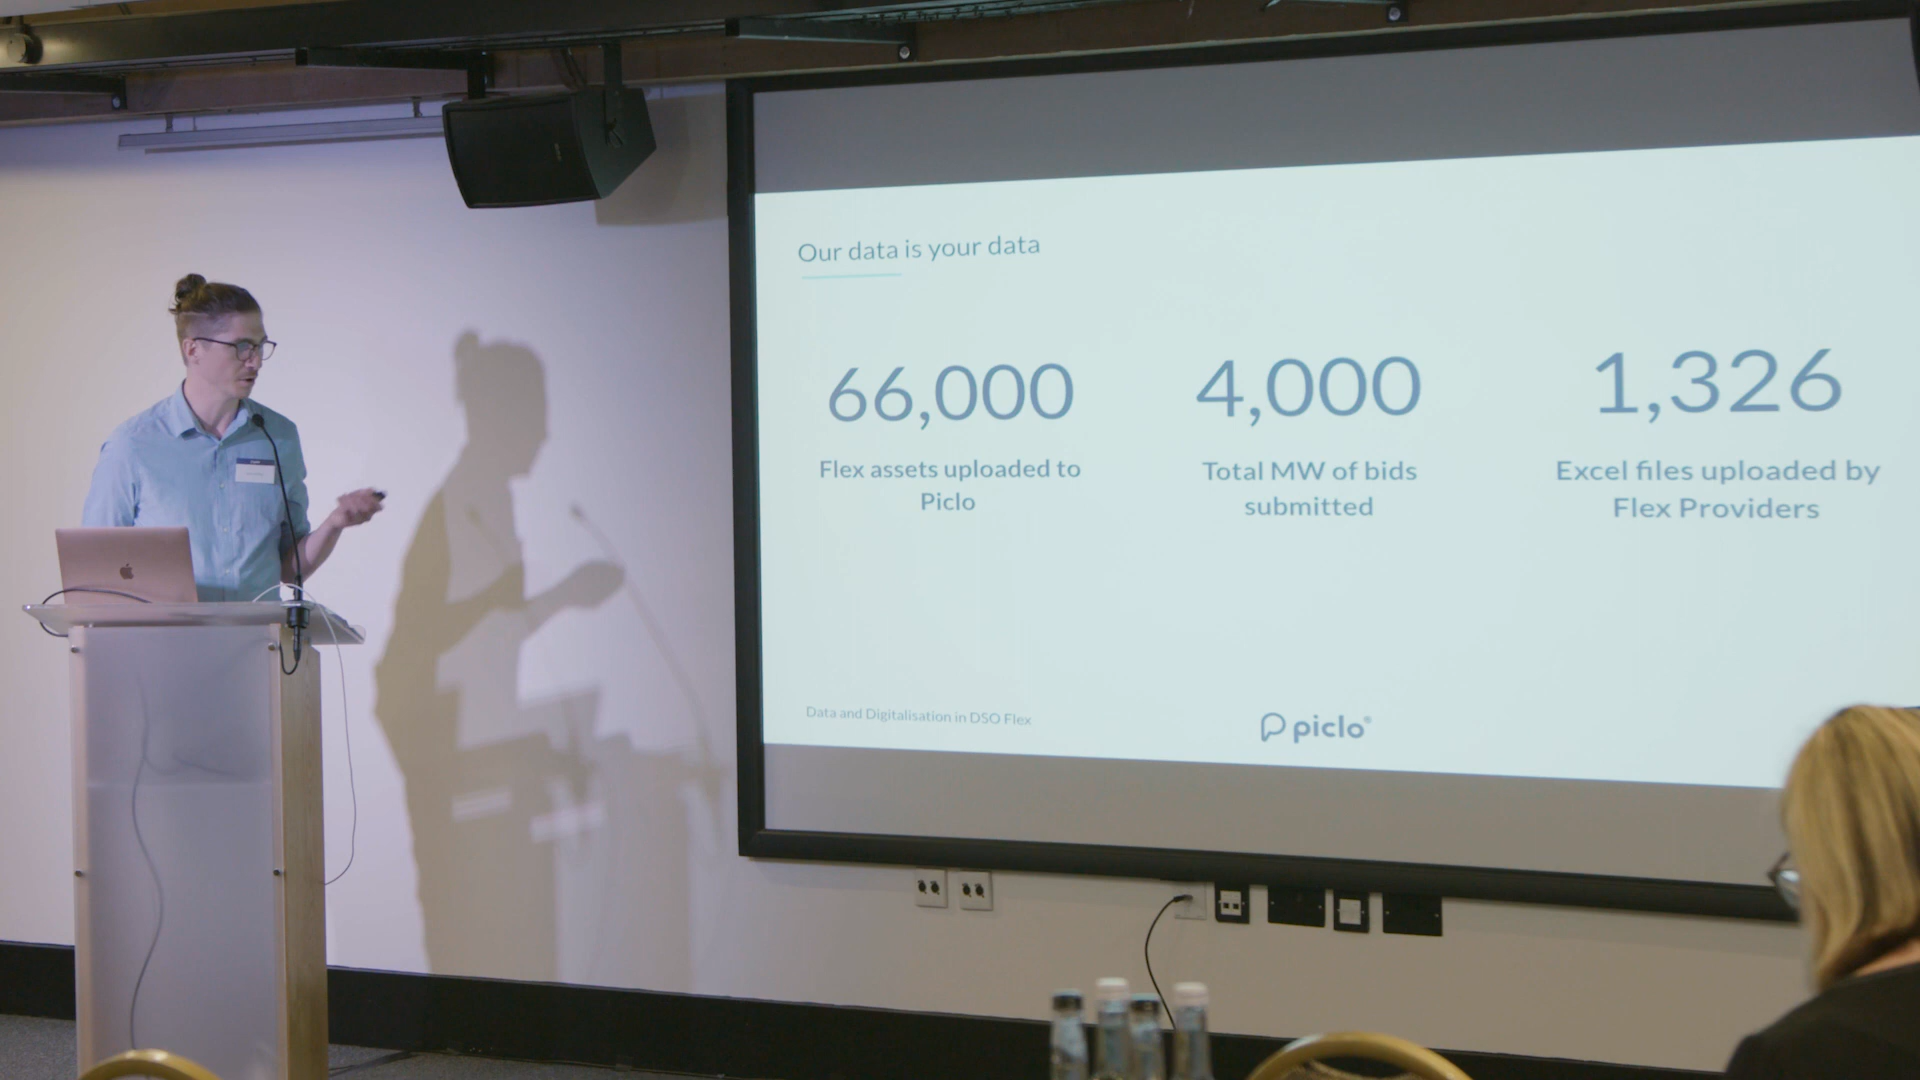 Our data is your data
66,000
4,000
1,326
Flex assets uploaded to
Piclo
Total MW of bids
submitted
Excel files uploaded by
Flex Providers
Data and Digitalisation in DSO Flex
piclo®